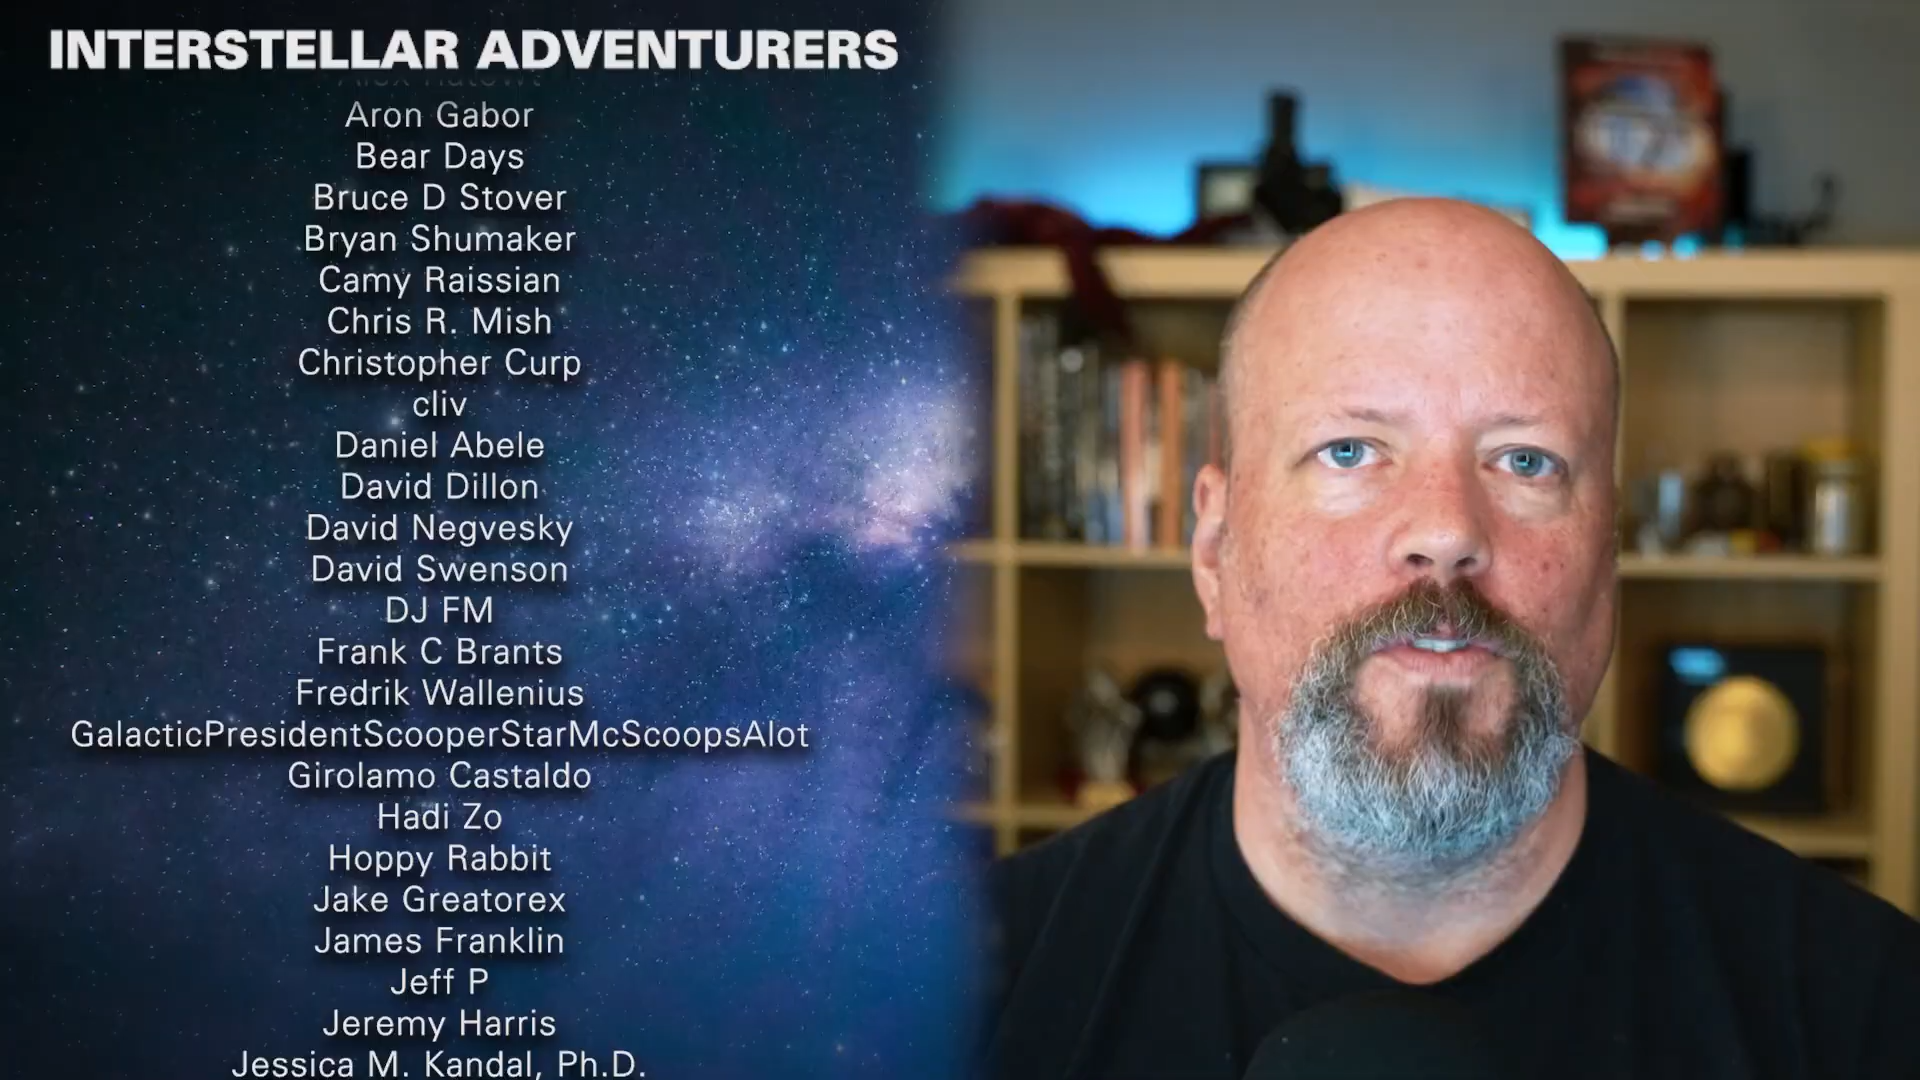 INTERSTELLAR ADVENTURERS
Aron Gabor
Bear Days
Bruce D Stover
Bryan Shumaker
Camy Raissian
Chris R. Mish
Christopher Curp
cliv
Daniel Abele
David Dillon
David Negvesky
David Swenson
DJ FM
Frank C Brants
Fredrik Wallenius
GalacticPresidentScooperStarMcScoopsAlot
Girolamo Castaldo
Hadi Zo
Hoppy Rabbit
Jake Greatorex
James Franklin
Jeff P
Jeremy Harris
Jessica M. Kandal, Ph.D.